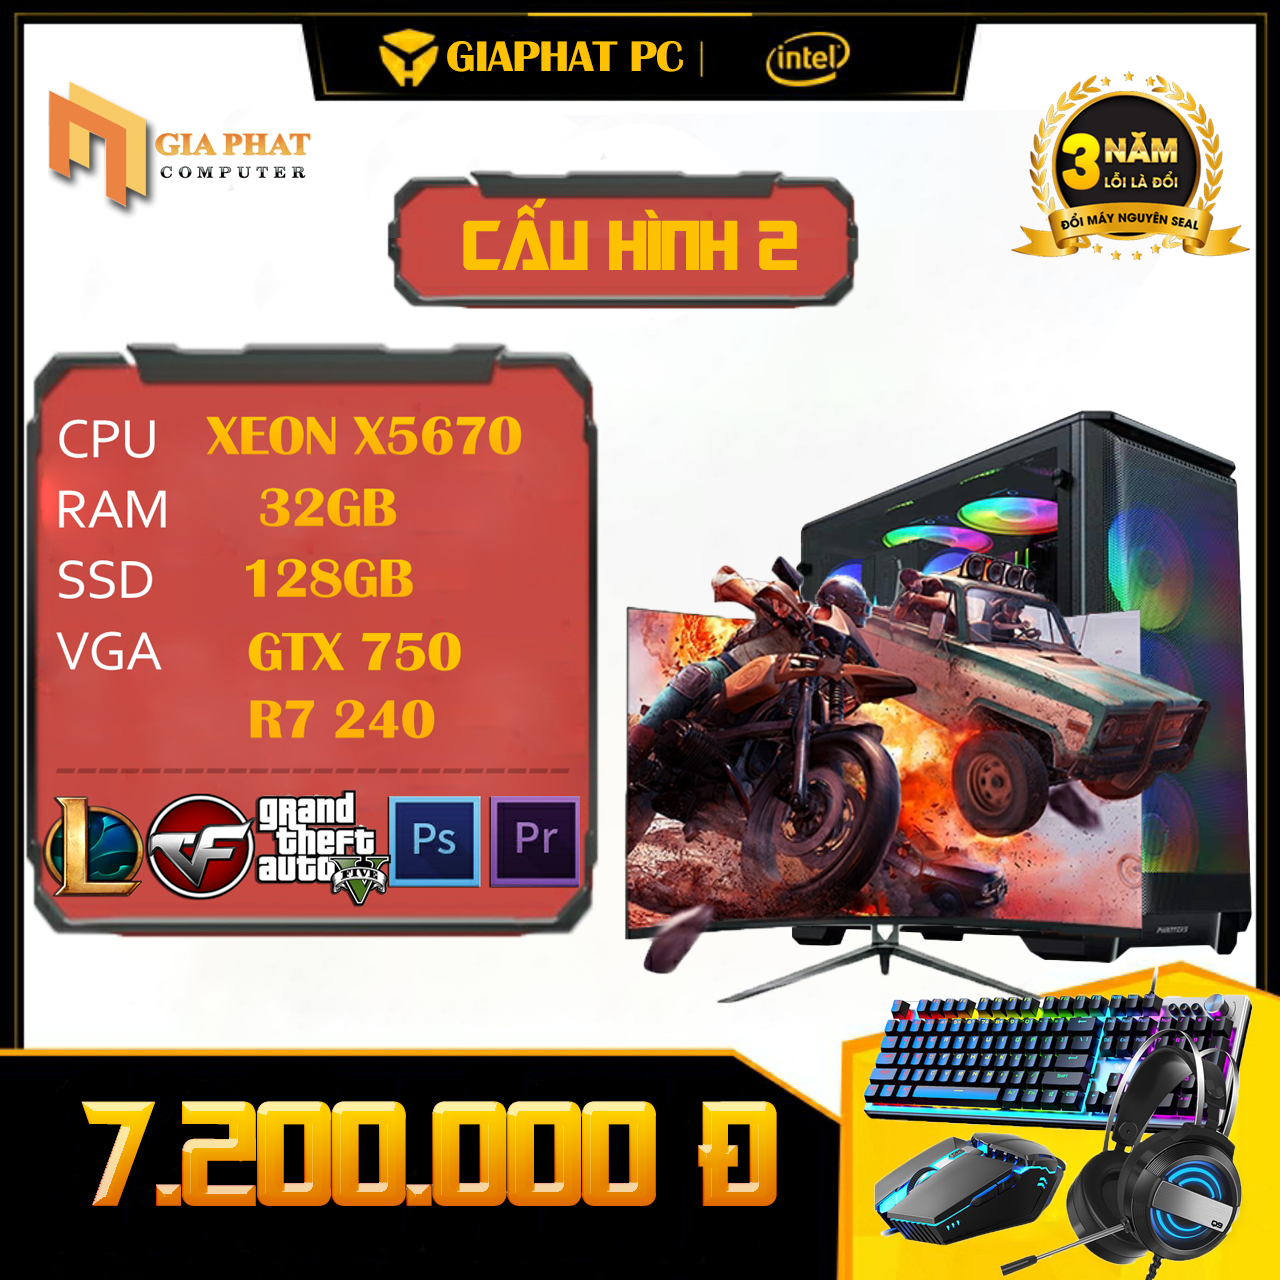 GIAPHAT PC
intel
GIA PHAT
COMPUTER
3 NĂM
LỖI LÀ ĐỔI
ĐỔI MÁY NGUYÊN SEAL
CẤU HÌNH 2
CPU XEON X5670
RAM 32GB
SSD 128GB
VGA GTX 750
R7 240
L
CF
grand
theft
auto
FIVE
Ps
Pr
PHANTEKS
7.200.000 Đ